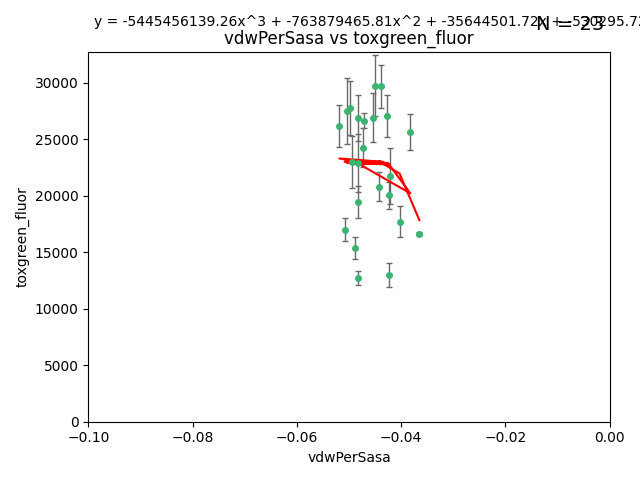 y = -5445456139.26x^3 + -763879465.81x^2 + -35644501.72x + -530295.72
N = 23
vdwPerSasa vs toxgreen_fluor
toxgreen_fluor
30000
25000
20000
15000
10000
5000
0
−0.10
−0.08
−0.06
−0.04
−0.02
0.00
vdwPerSasa